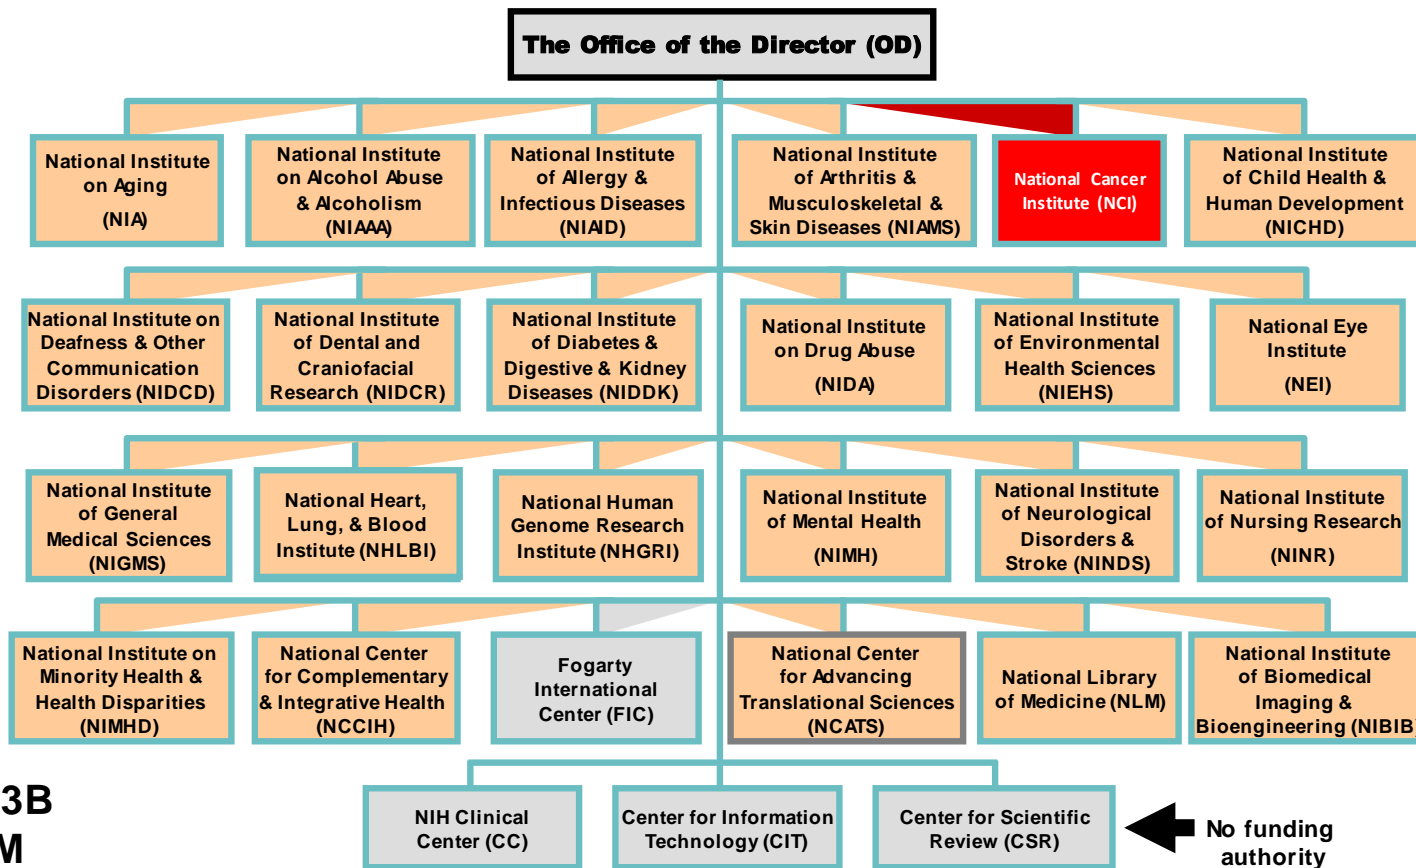 The Office of the Director (OD)
National Institute
on Aging
(NIA)
National Institute
on Alcohol Abuse
& Alcoholism
(NIAAA)
National Institute
of Allergy &
Infectious Diseases
(NIAID)
National Institute
of Arthritis &
Musculoskeletal &
Skin Diseases (NIAMS)
National Cancer
Institute (NCI)
National Institute
of Child Health &
Human Development
(NICHD)
National Institute on
Deafness & Other
Communication
Disorders (NIDCD)
National Institute
of Dental and
Craniofacial
Research (NIDCR)
National Institute
of Diabetes &
Digestive & Kidney
Diseases (NIDDK)
National Institute
on Drug Abuse
(NIDA)
National Institute
of Environmental
Health Sciences
(NIEHS)
National Eye
Institute
(NEI)
National Institute
of General
Medical Sciences
(NIGMS)
National Heart,
Lung, & Blood
Institute (NHLBI)
National Human
Genome Research
Institute (NHGRI)
National Institute
of Mental Health
(NIMH)
National Institute
of Neurological
Disorders &
Stroke (NINDS)
National Institute
of Nursing Research
(NINR)
National Institute on
Minority Health &
Health Disparities
(NIMHD)
National Center
for Complementary
& Integrative Health
(NCCIH)
Fogarty
International
Center (FIC)
National Center
for Advancing
Translational Sciences
(NCATS)
National Library
of Medicine (NLM)
National Institute
of Biomedical
Imaging &
Bioengineering (NIBIB)
3B
M
NIH Clinical
Center (CC)
Center for Information
Technology (CIT)
Center for Scientific
Review (CSR)
No funding
authority